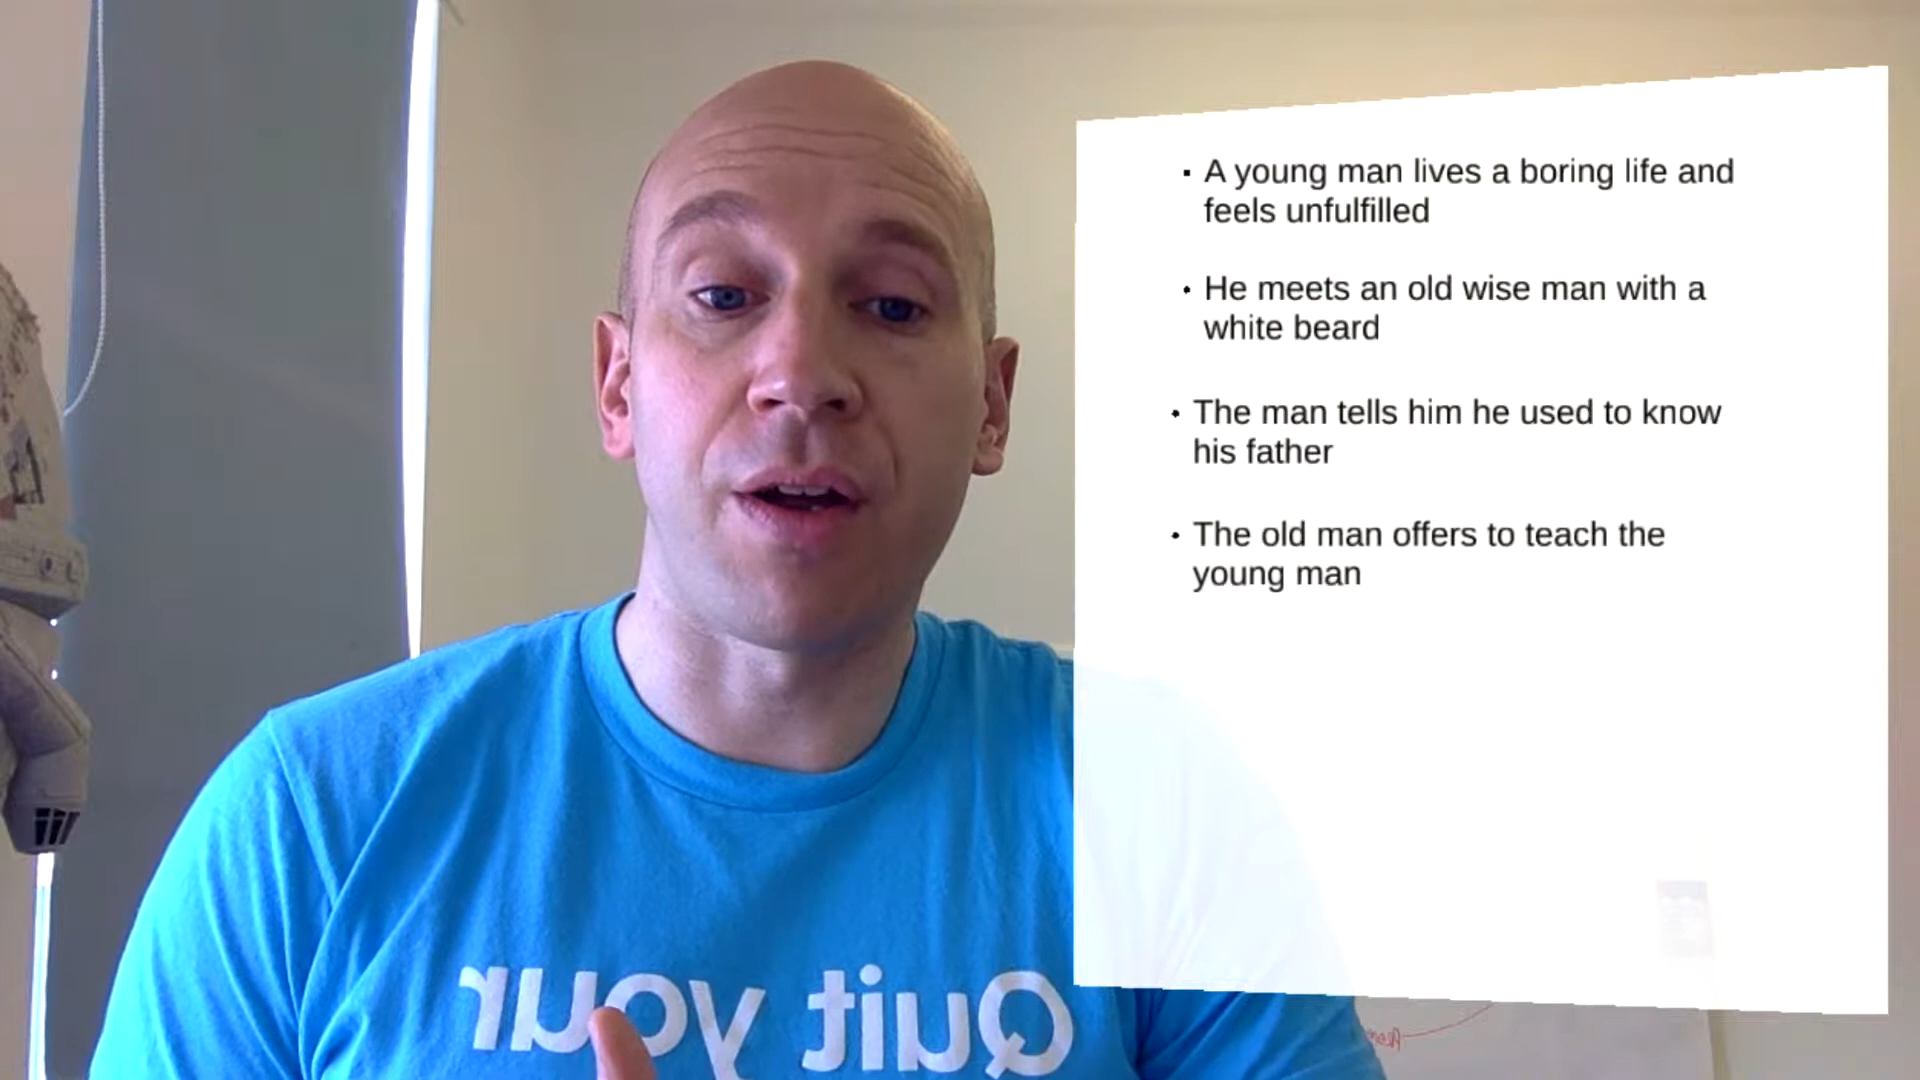 A young man lives a boring life and
feels unfulfilled
He meets an old wise man with a
white beard
The man tells him he used to know
his father
The old man offers to teach the
young man
Quit your